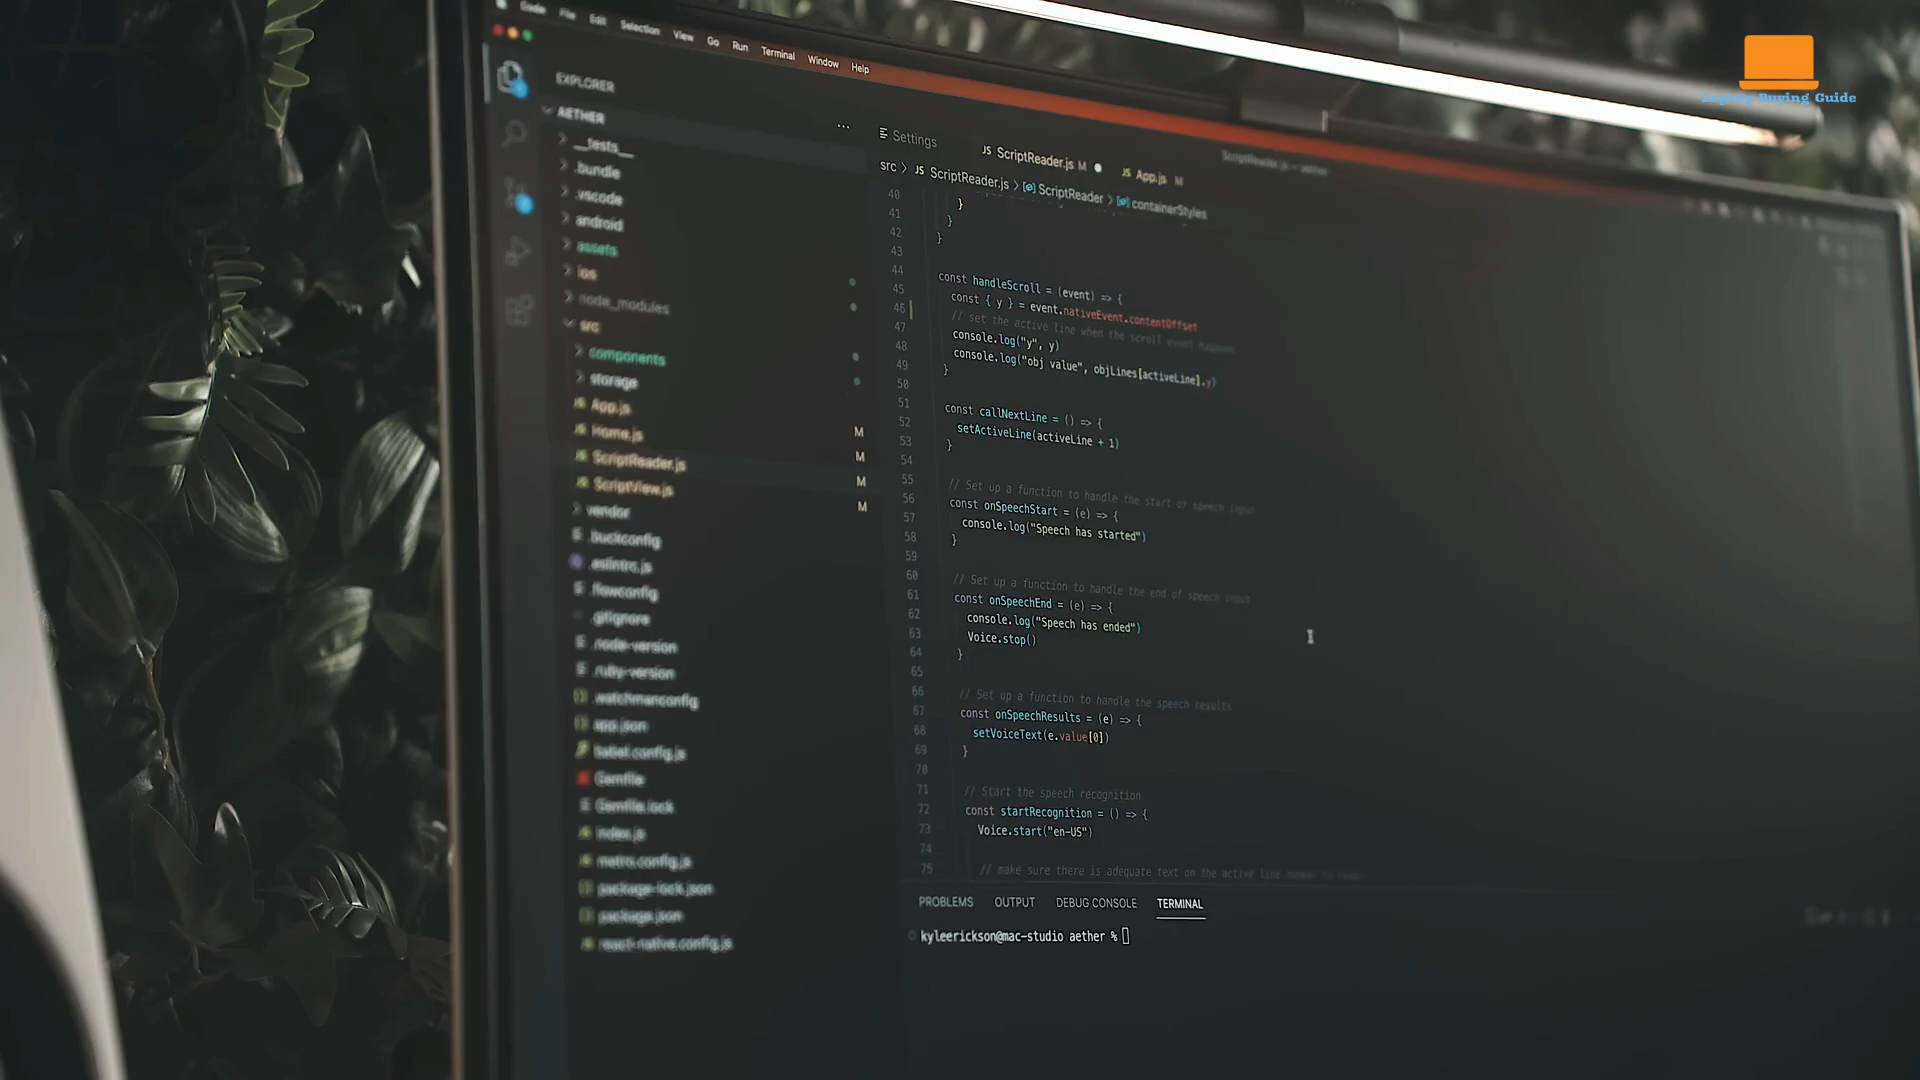 Code File Edit Selection View Go Run Terminal Window Help
Laptop Buying Guide
EXPLORER
AETHER
__tests__
.bundle
.vscode
android
assets
ios
node_modules
src
components
storage
App.js
Home.js M
ScriptReader.js M
ScriptView.js M
M
vendor
.buckconfig
.eslintrc.js
.flowconfig
.gitignore
.node-version
.ruby-version
.watchmanconfig
app.json
babel.config.js
Gemfile
Gemfile.lock
index.js
metro.config.js
package-lock.json
package.json
react-native.config.js
Settings
JS ScriptReader.js M
JS App.js M
ScriptReader.js — aether
src > JS ScriptReader.js > ScriptReader > containerStyles
40 }
41 }
42 }
43
44 const handleScroll = (event) => {
45 const { y } = event.nativeEvent.contentOffset
46 // set the active line when the scroll event happens
47 console.log("y", y)
48 console.log("obj value", objLines[activeLine].y)
49 }
50
51 const callNextLine = () => {
52 setActiveLine(activeLine + 1)
53 }
54
55 // Set up a function to handle the start of speech input
56 const onSpeechStart = (e) => {
57 console.log("Speech has started")
58 }
59
60 // Set up a function to handle the end of speech input
61 const onSpeechEnd = (e) => {
62 console.log("Speech has ended")
63 Voice.stop()
64 }
65
66 // Set up a function to handle the speech results
67 const onSpeechResults = (e) => {
68 setVoiceText(e.value[0])
69 }
70
71 // Start the speech recognition
72 const startRecognition = () => {
73 Voice.start("en-US")
74
75 // make sure there is adequate text on the active line
PROBLEMS OUTPUT DEBUG CONSOLE TERMINAL
kyleerickson@mac-studio aether %